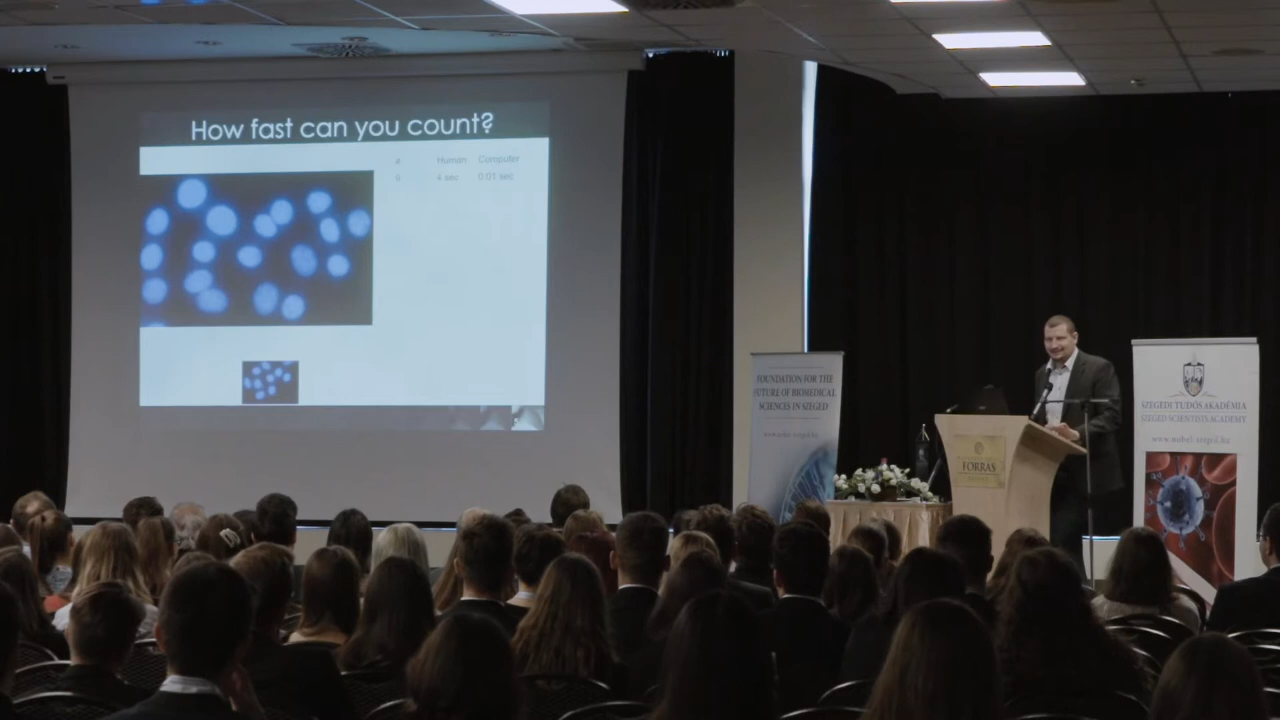 How fast can you count?
Human Computer
9 4 sec 0.01 sec
FOUNDATION FOR THE
FUTURE OF BIOMEDICAL
SCIENCES IN SZEGED
FORRÁS
SZEGEDI TUDÓS AKADÉMIA
SZEGED SCIENTISTS ACADEMY
www.nobel-szeged.hu